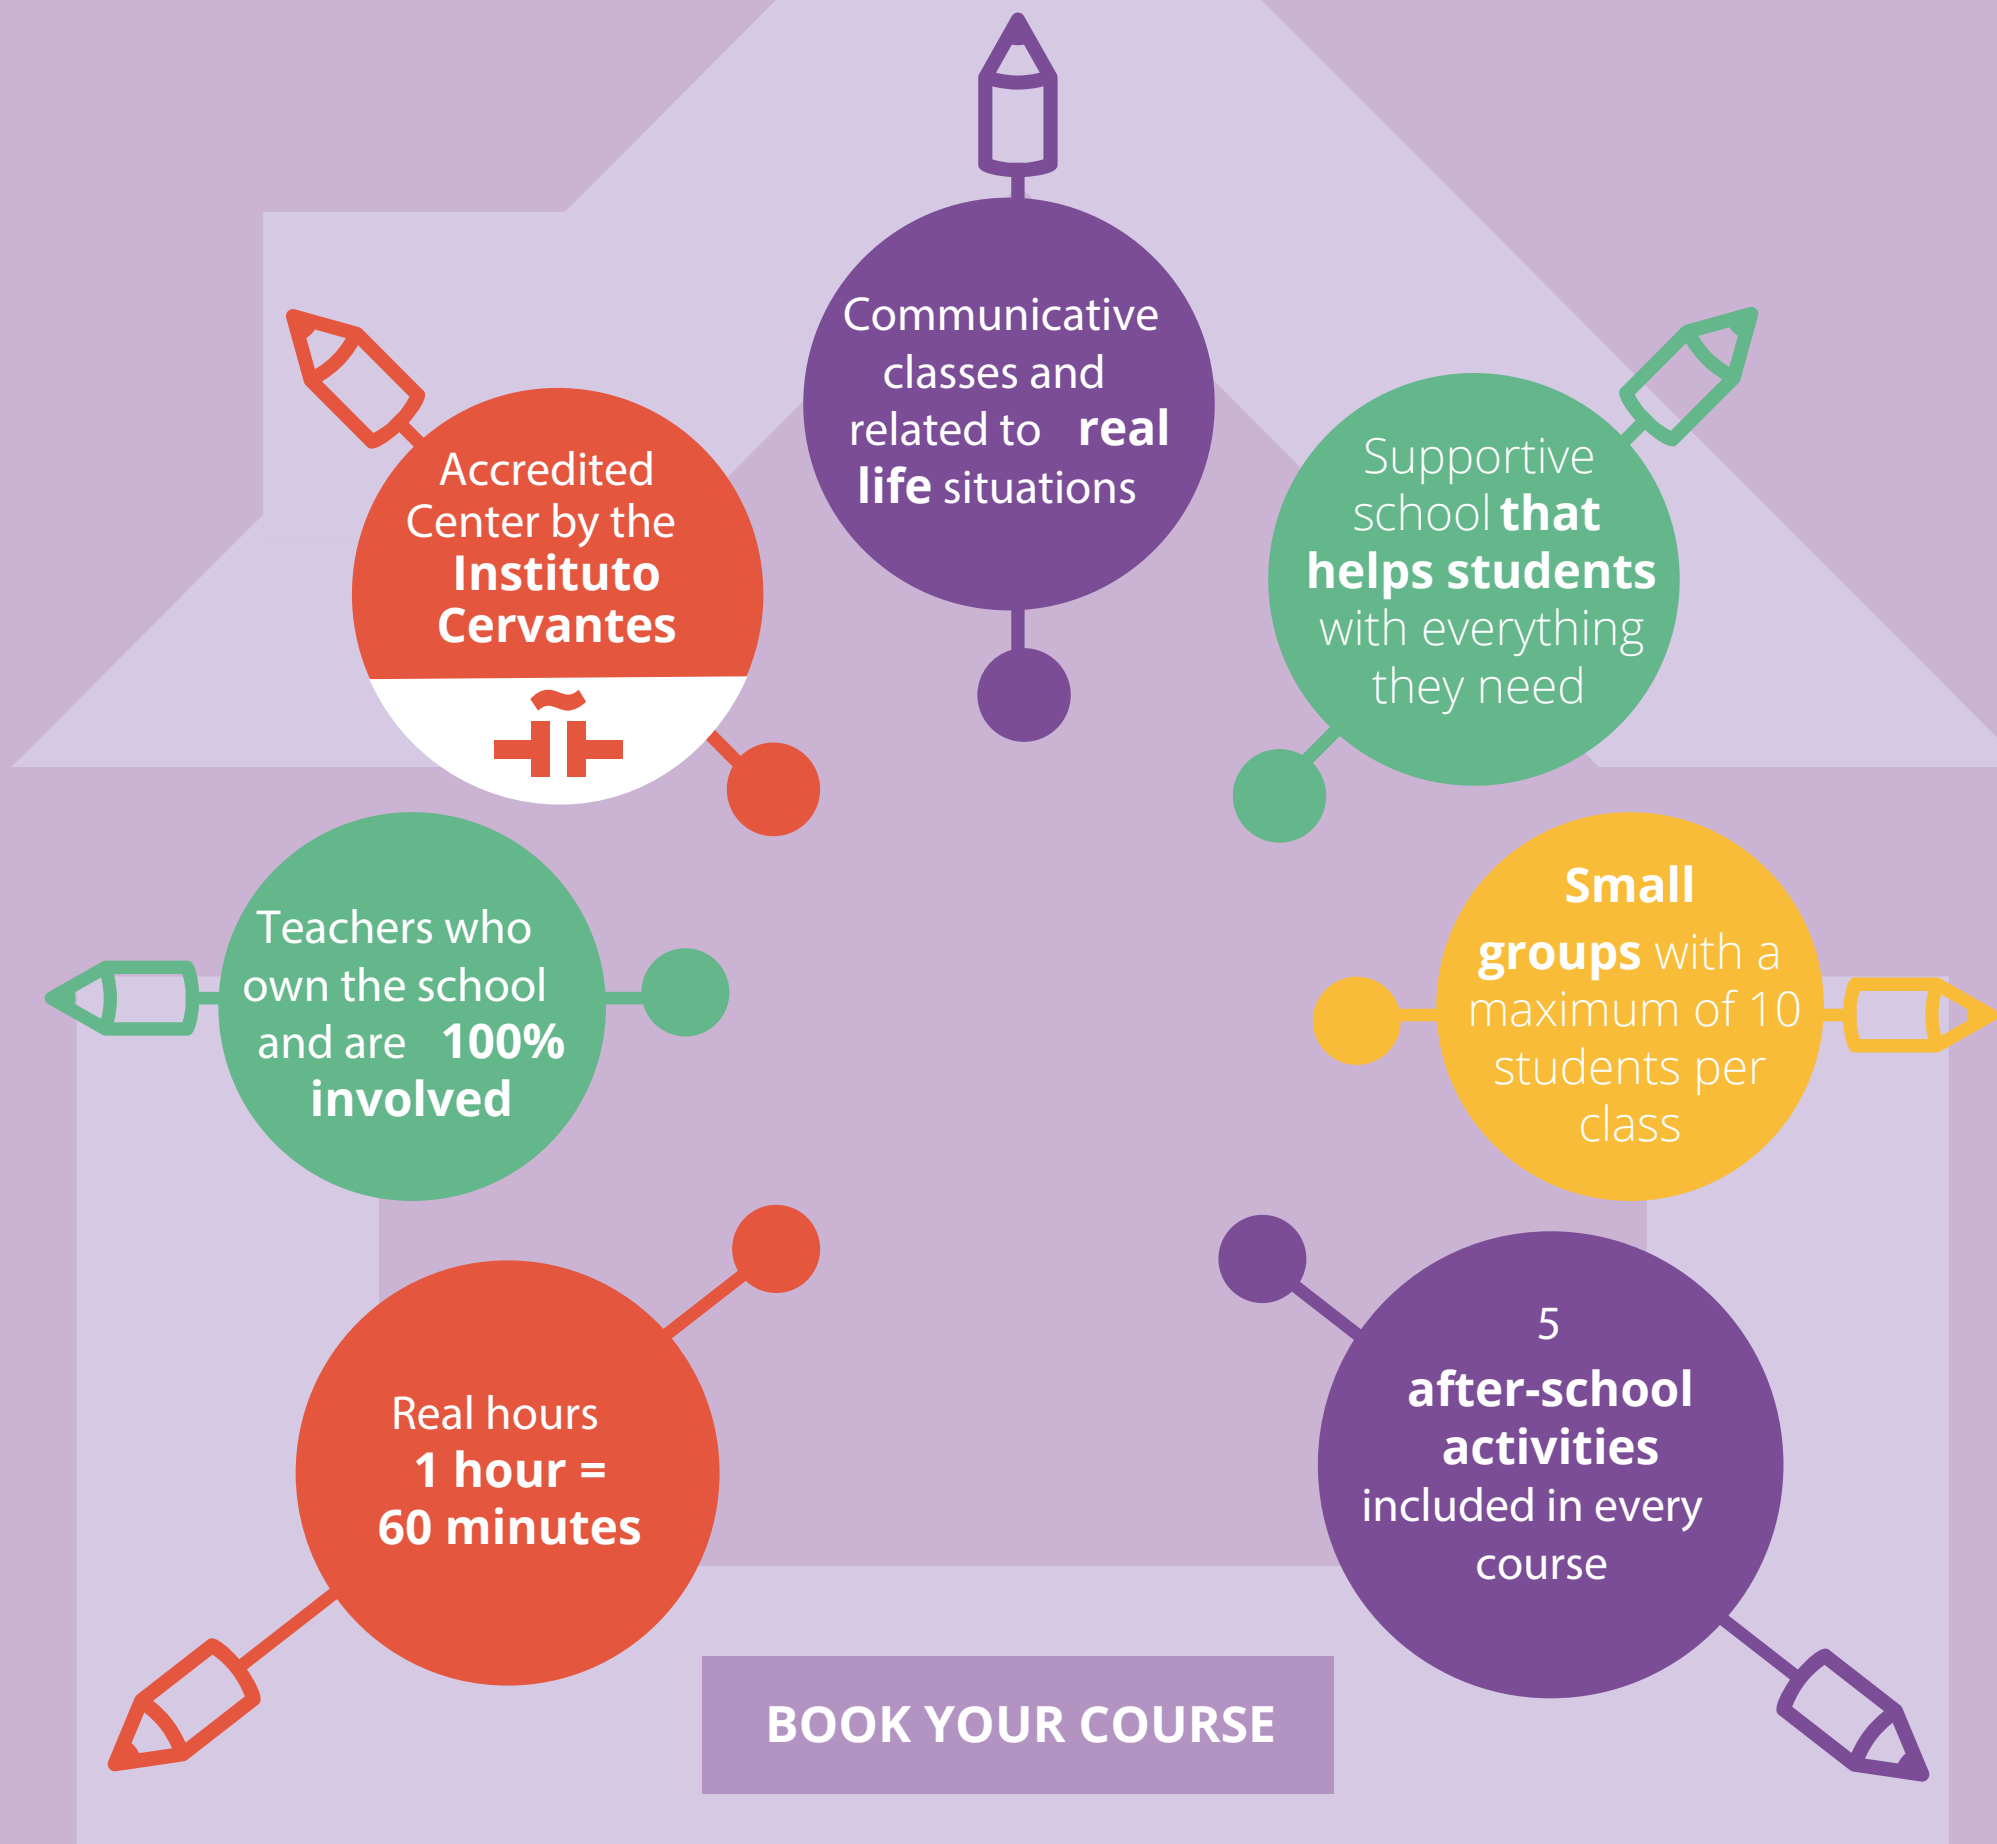 Communicative
classes and
related to real
life situations
Accredited
Center by the
Instituto
Cervantes
Supportive
school that
helps students
with everything
they need
Teachers who
own the school
and are 100%
involved
Small
groups with a
maximum of 10
students per
class
Real hours
1 hour =
60 minutes
5
after-school
activities
included in every
course
BOOK YOUR COURSE